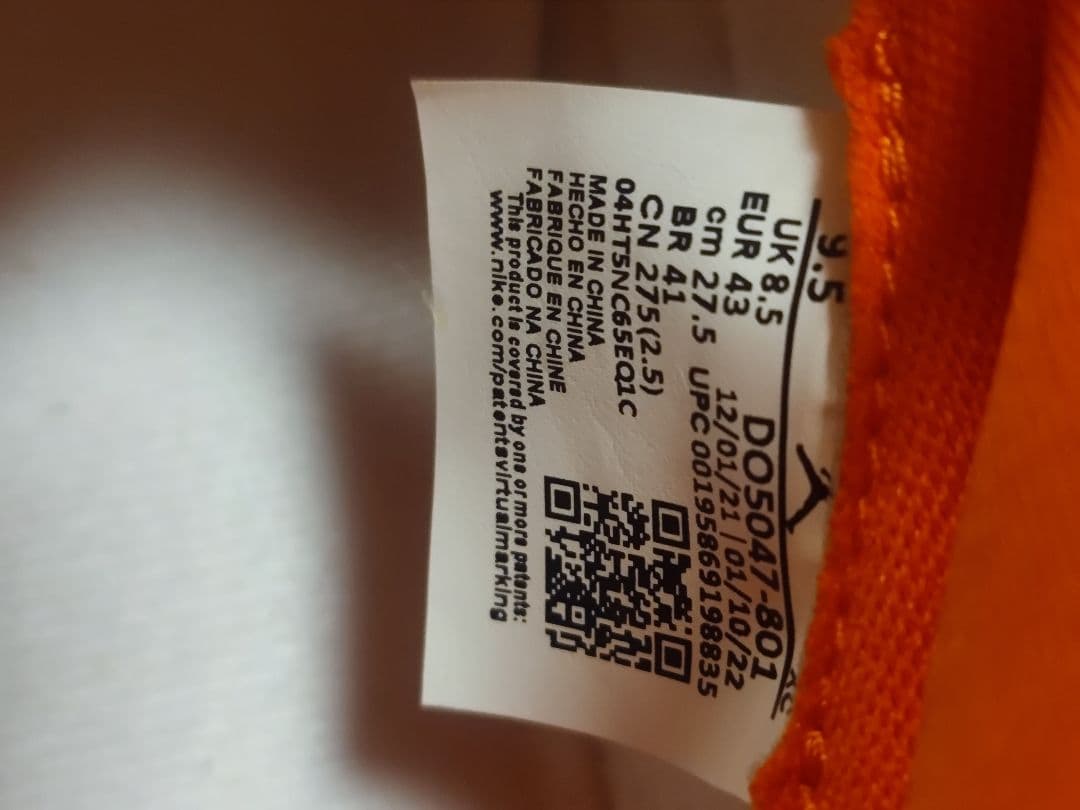 9.5
UK 8.5
EUR 43
cm 27.5
BR 41
CN 275(2.5)
04HT5NC65EQ1C
MADE IN CHINA
HECHO EN CHINA
FABRIQUE EN CHINE
FABRICADO NA CHINA
This product is covered by one or more patents:
www.nike.com/patentsvirtualmarking
DO5047-801
12/01/21 | 01/10/22
UPC 00195869198835